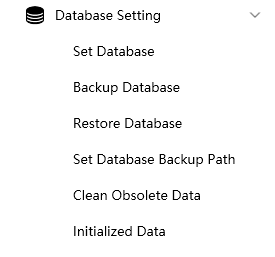 Database Setting
Set Database
Backup Database
Restore Database
Set Database Backup Path
Clean Obsolete Data
Initialized Data